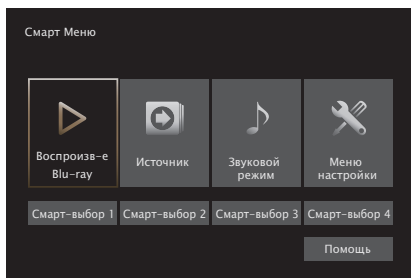 Смарт Меню
Воспроизв-е
Blu-ray
Источник
Звуковой
режим
Меню
настройки
Смарт-выбор 1
Смарт-выбор 2
Смарт-выбор 3
Смарт-выбор 4
Помощь